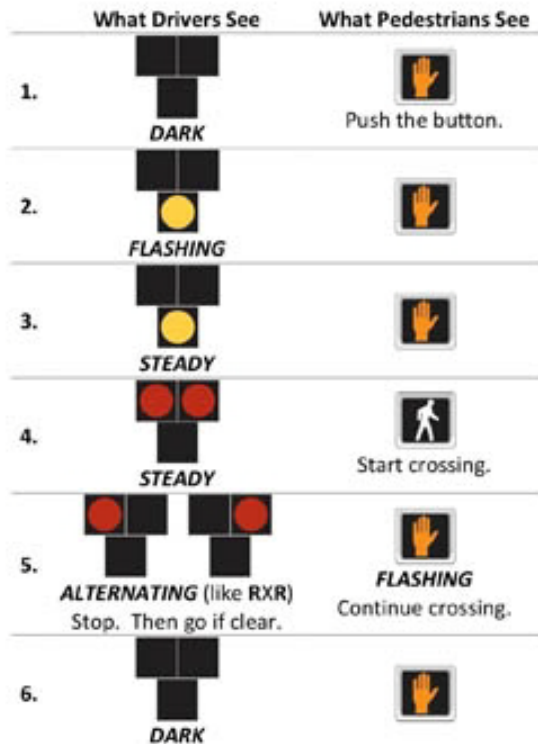 What Drivers See What Pedestrians See
1.
DARK
Push the button.
2.
FLASHING
3.
STEADY
4.
STEADY
Start crossing.
5.
ALTERNATING (like RXR)
Stop. Then go if clear.
FLASHING
Continue crossing.
6.
DARK